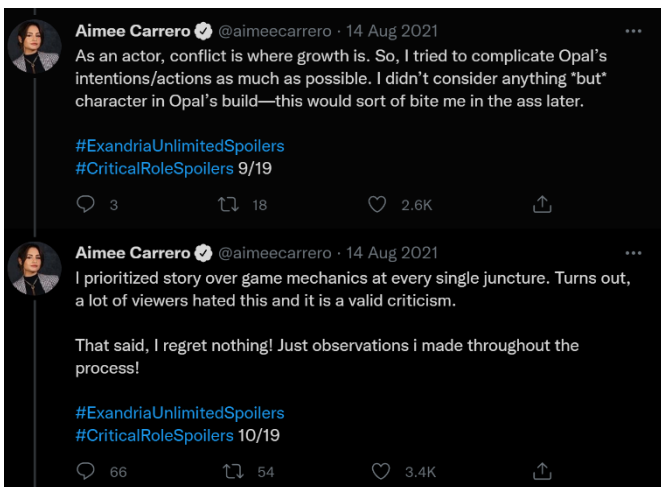 Aimee Carrero @aimeecarrero · 14 Aug 2021
As an actor, conflict is where growth is. So, I tried to complicate Opal's
intentions/actions as much as possible. I didn't consider anything *but*
character in Opal's build—this would sort of bite me in the ass later.
#ExandriaUnlimitedSpoilers
#CriticalRoleSpoilers 9/19
3 18 2.6K
Aimee Carrero @aimeecarrero · 14 Aug 2021
I prioritized story over game mechanics at every single juncture. Turns out,
a lot of viewers hated this and it is a valid criticism.
That said, I regret nothing! Just observations i made throughout the
process!
#ExandriaUnlimitedSpoilers
#CriticalRoleSpoilers 10/19
66 54 3.4K